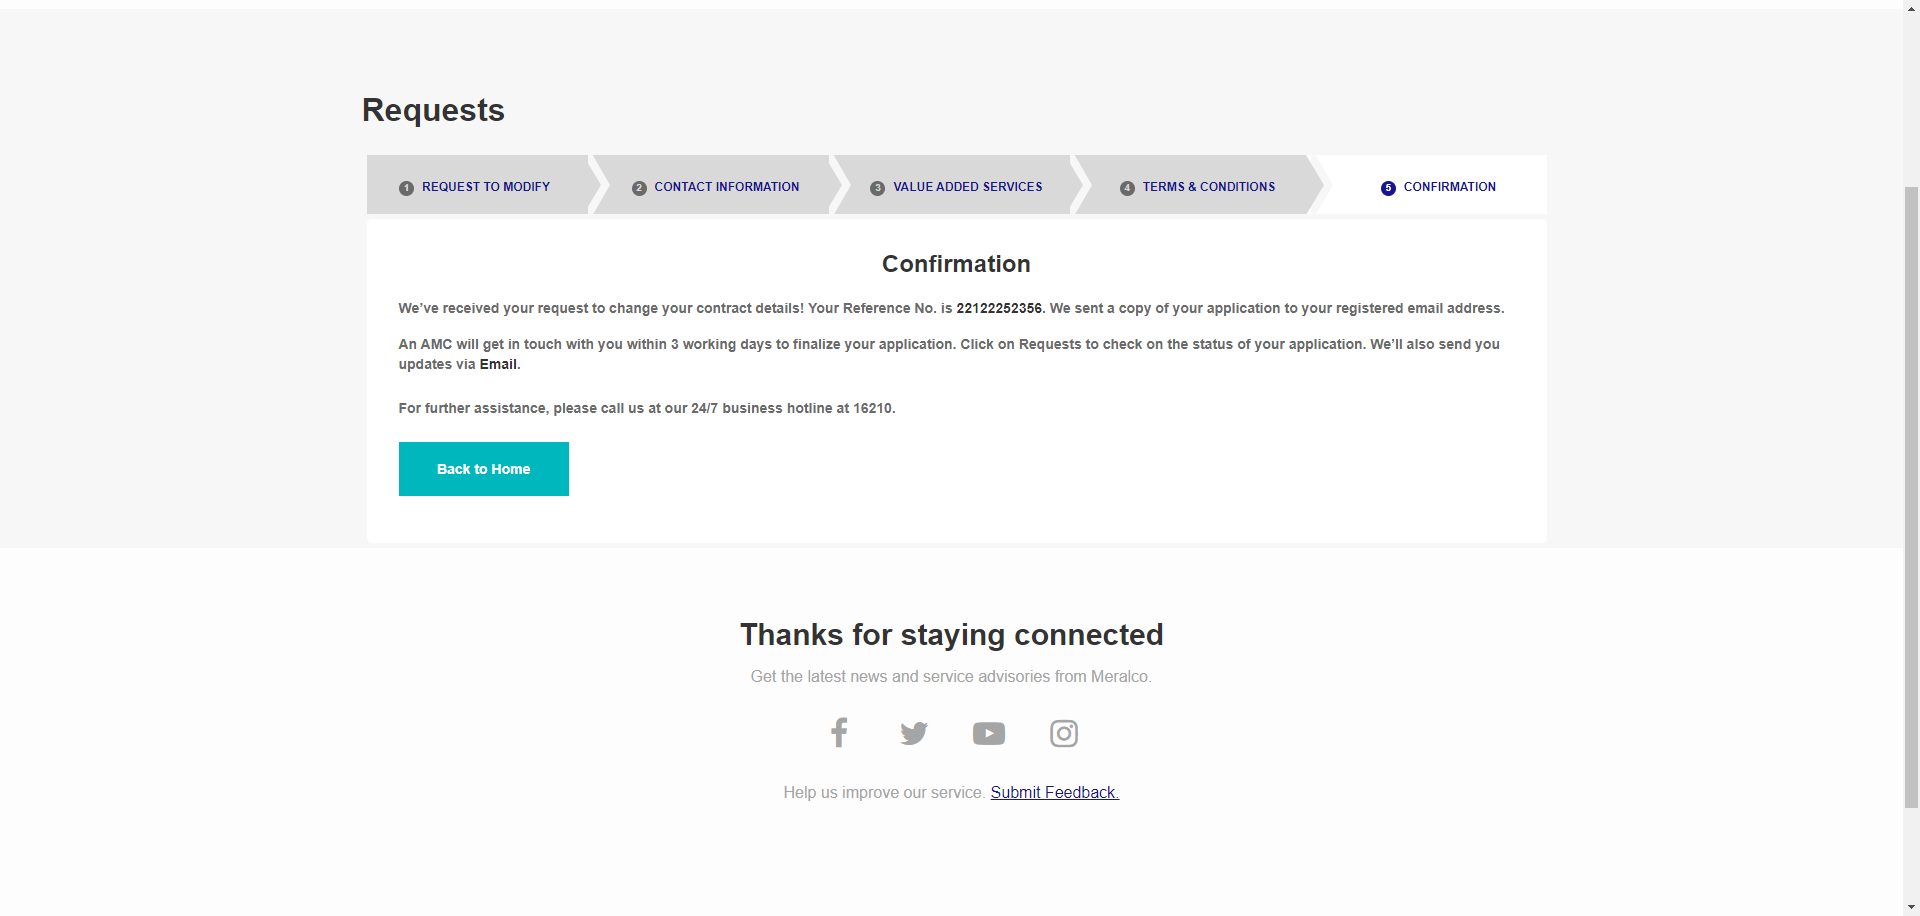 Requests
1 REQUEST TO MODIFY
2 CONTACT INFORMATION
3 VALUE ADDED SERVICES
4 TERMS & CONDITIONS
5 CONFIRMATION
Confirmation
We’ve received your request to change your contract details! Your Reference No. is 22122252356. We sent a copy of your application to your registered email address.
An AMC will get in touch with you within 3 working days to finalize your application. Click on Requests to check on the status of your application. We’ll also send you
updates via Email.
For further assistance, please call us at our 24/7 business hotline at 16210.
Back to Home
Thanks for staying connected
Get the latest news and service advisories from Meralco.
Help us improve our service. Submit Feedback.